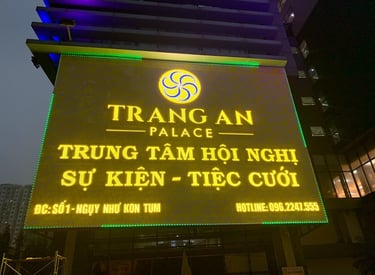 TRANG AN
PALACE
TRUNG TÂM HỘI NGHỊ
SỰ KIỆN - TIỆC CƯỚI
ĐC: SỐ 1 - NGỤY NHƯ KON TUM HOTLINE: 096.2247.555